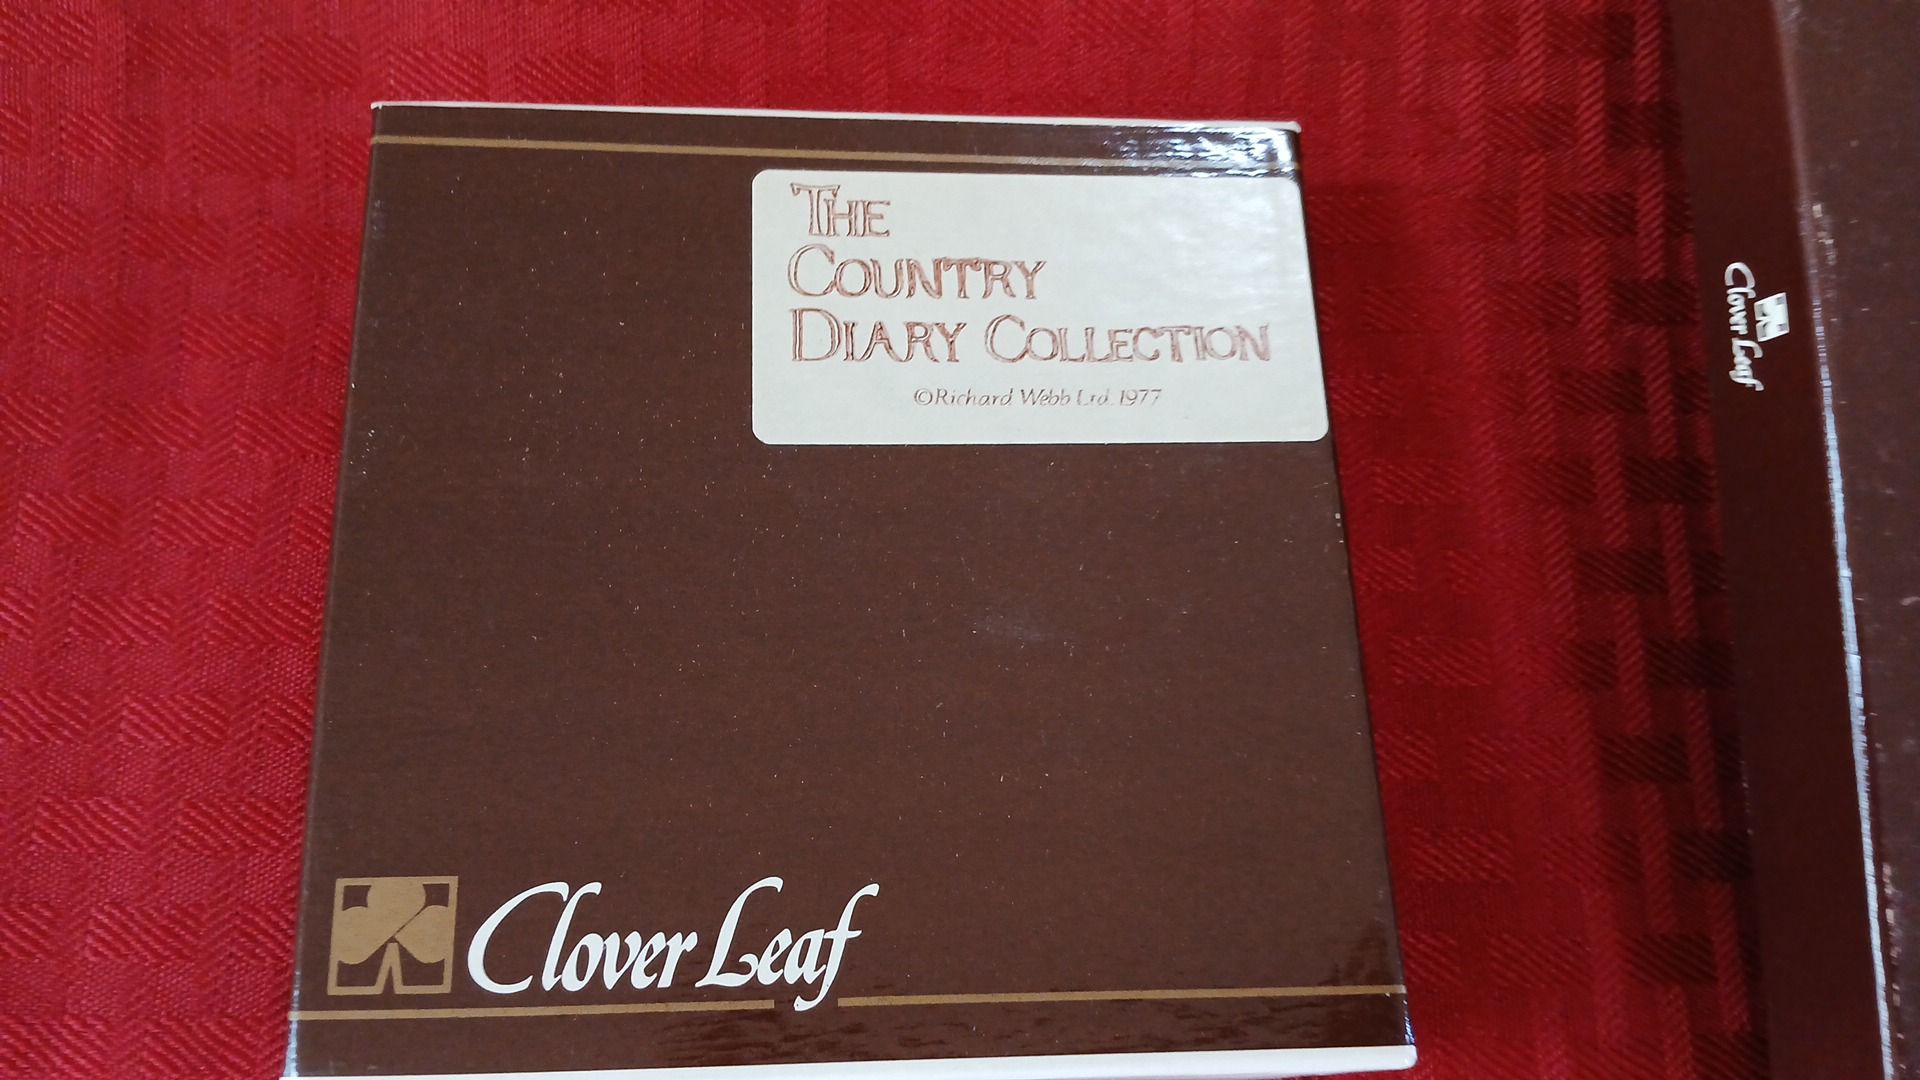 THE
COUNTRY
DIARY COLLECTION
©Richard Webb Ltd. 1977
Clover Leaf
Clover Leaf